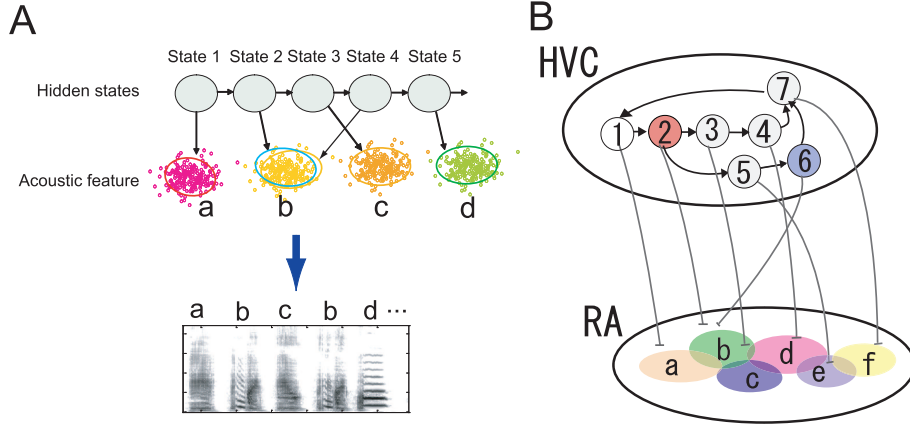 A
State 1 State 2 State 3 State 4 State 5
Hidden states
Acoustic feature
a b c d
a b c b d ...
B
HVC
1 2 3 4 5 6 7
RA
a b c d e f